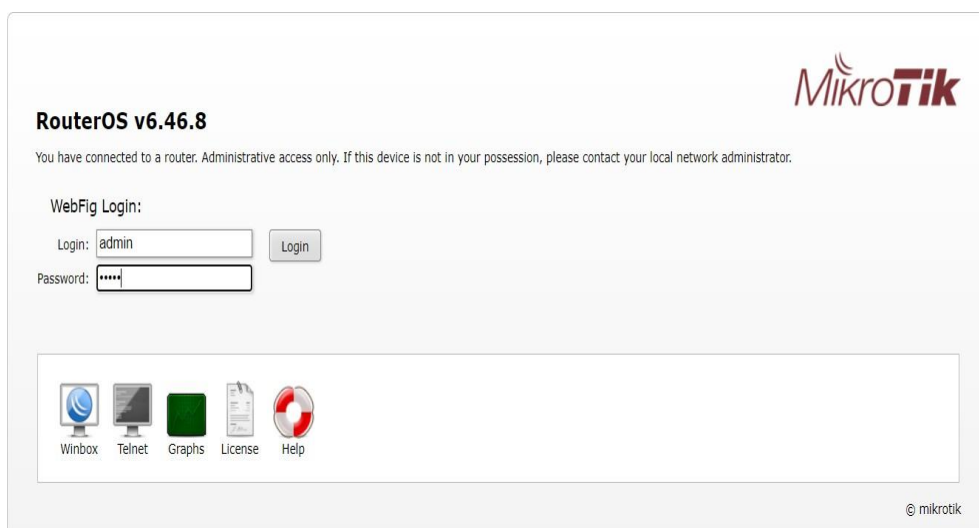 MikroTik
RouterOS v6.46.8
You have connected to a router. Administrative access only. If this device is not in your possession, please contact your local network administrator.
WebFig Login:
Login: admin Login
Password: •••••
Winbox Telnet Graphs License Help
© mikrotik